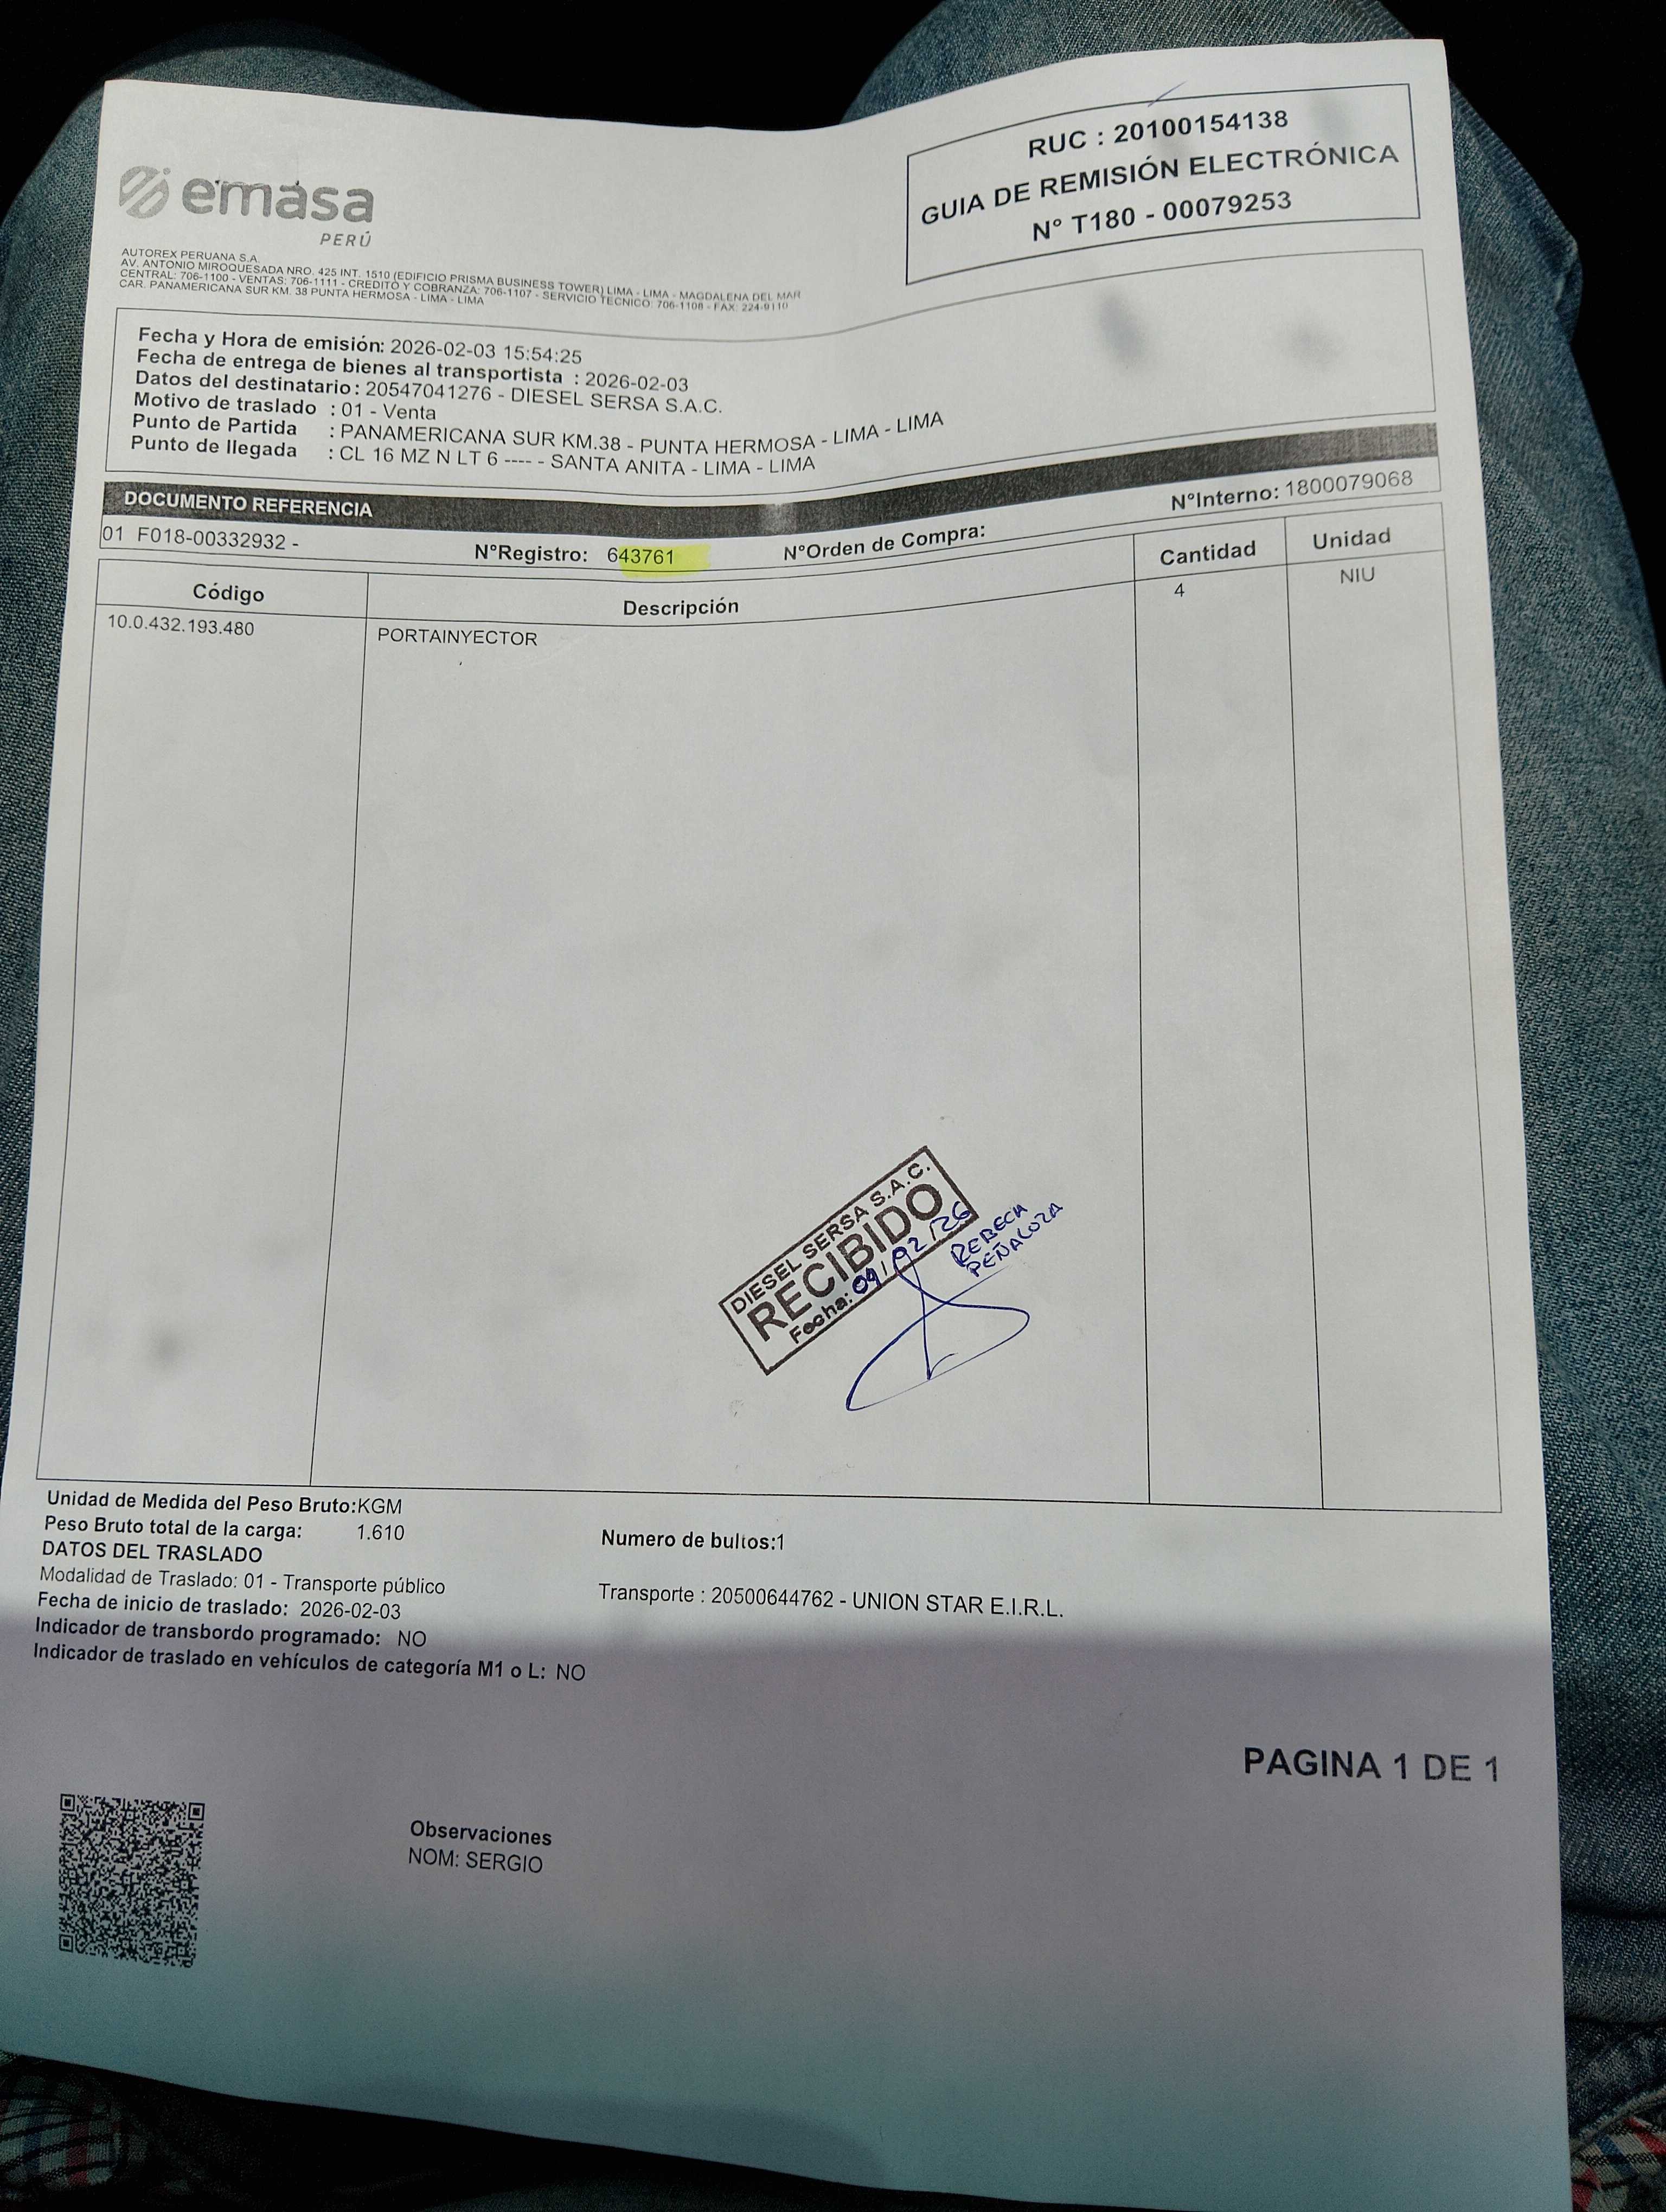 emasa
PERÚ
RUC : 20100154138
GUIA DE REMISIÓN ELECTRÓNICA
N° T180 - 00079253
AUTOREX PERUANA S.A.
AV. ANTONIO MIROQUESADA NRO. 425 INT. 1510 (EDIFICIO PRISMA BUSINESS TOWER) LIMA - LIMA - MAGDALENA DEL MAR
CENTRAL: 706-1100 - VENTAS: 706-1111 - CREDITO Y COBRANZA: 706-1107 - SERVICIO TECNICO: 706-1108 - FAX: 224-9110
CAR. PANAMERICANA SUR KM. 38 PUNTA HERMOSA - LIMA - LIMA
Fecha y Hora de emisión: 2026-02-03 15:54:25
Fecha de entrega de bienes al transportista : 2026-02-03
Datos del destinatario : 20547041276 - DIESEL SERSA S.A.C.
Motivo de traslado : 01 - Venta
Punto de Partida : PANAMERICANA SUR KM.38 - PUNTA HERMOSA - LIMA - LIMA
Punto de llegada : CL 16 MZ N LT 6 ---- - SANTA ANITA - LIMA - LIMA
DOCUMENTO REFERENCIA
N°Interno: 1800079068
01 F018-00332932 - N°Registro: 643761 N°Orden de Compra:
Código Descripción Cantidad Unidad
10.0.432.193.480 PORTAINYECTOR 4 NIU
DIESEL SERSA S.A.C.
RECIBIDO
Fecha: 09/02/26
REBECA
PEÑALOZA
Unidad de Medida del Peso Bruto:KGM
Peso Bruto total de la carga: 1.610
Numero de bultos:1
DATOS DEL TRASLADO
Modalidad de Traslado: 01 - Transporte público
Transporte : 20500644762 - UNION STAR E.I.R.L.
Fecha de inicio de traslado: 2026-02-03
Indicador de transbordo programado: NO
Indicador de traslado en vehículos de categoría M1 o L: NO
PAGINA 1 DE 1
Observaciones
NOM: SERGIO